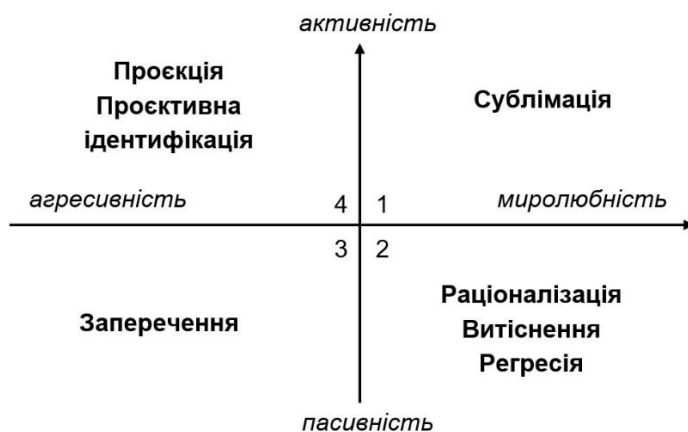 активність
Проєкція
Проєктивна
ідентифікація
Сублімація
агресивність
4
1
миролюбність
3
2
Заперечення
Раціоналізація
Витіснення
Регресія
пасивність